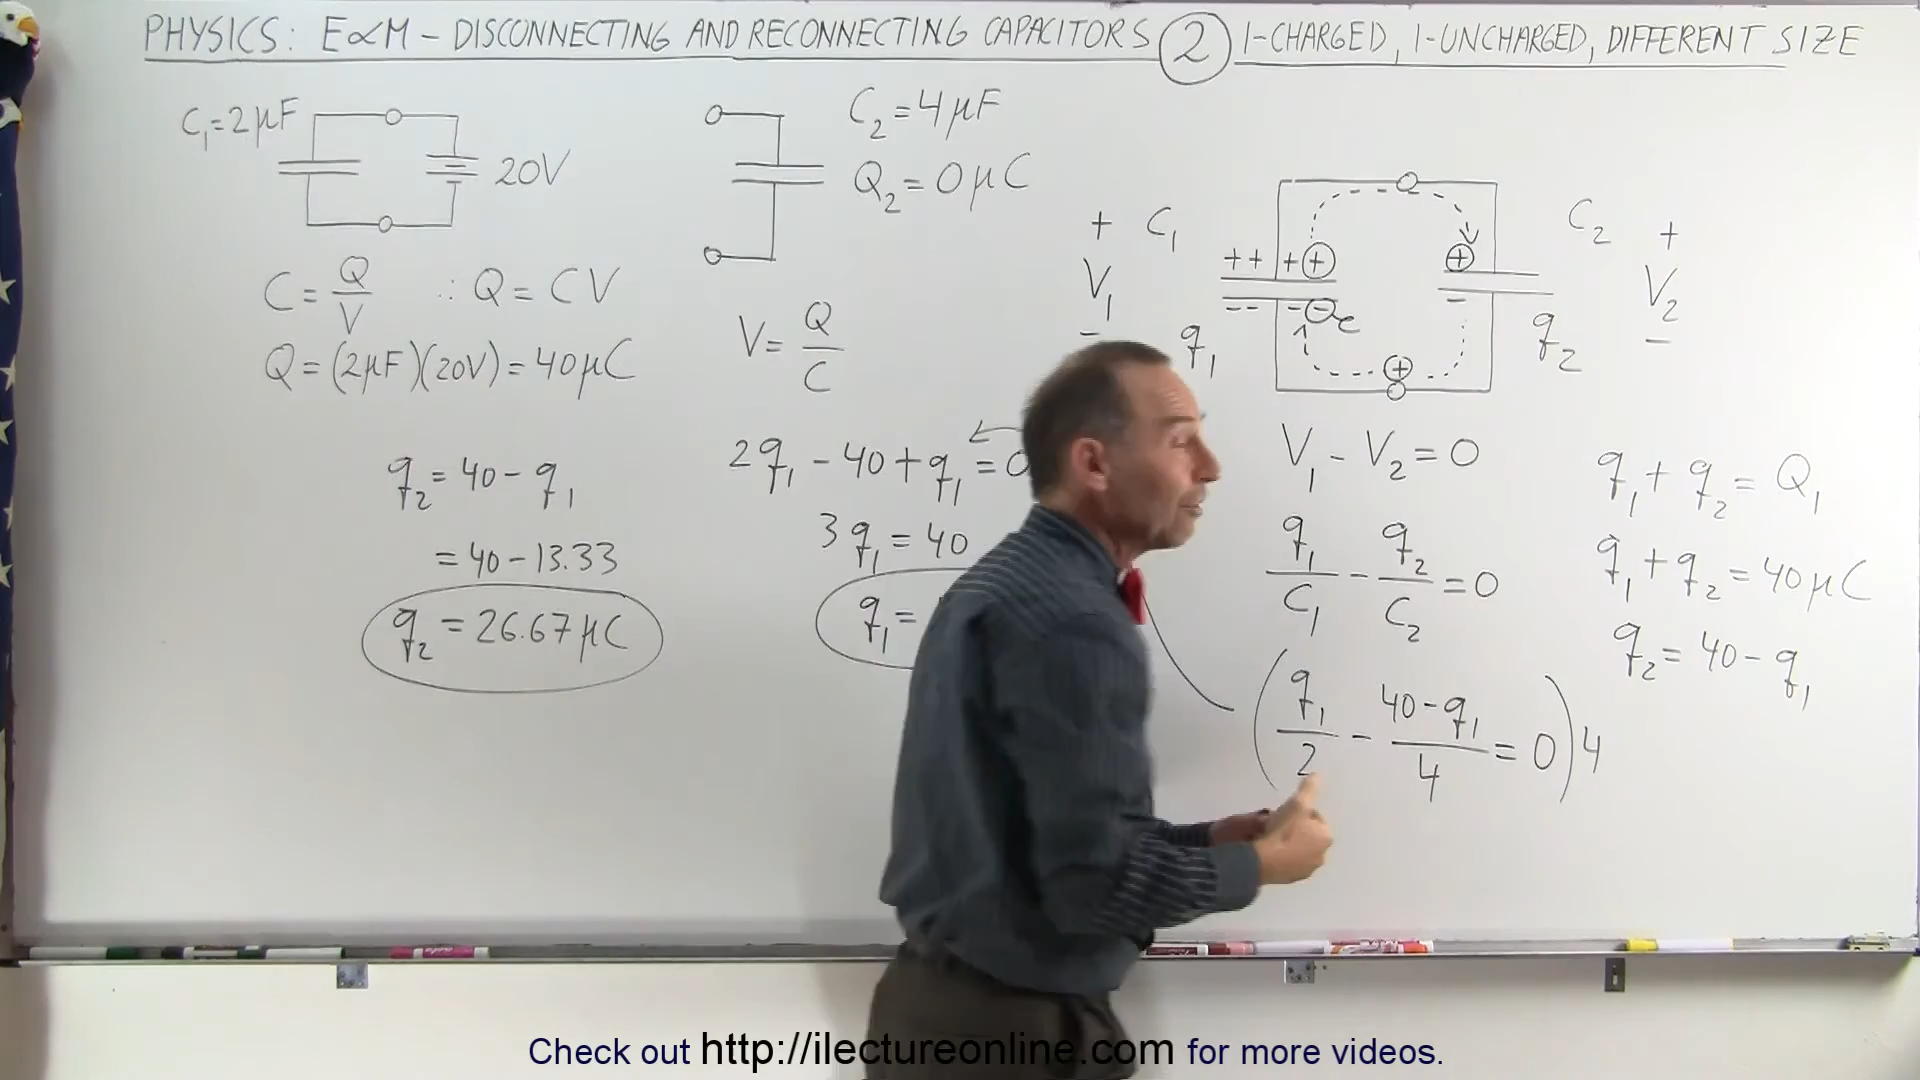 PHYSICS: E∝M – DISCONNECTING AND RECONNECTING CAPACITORS ② 1-CHARGED, 1-UNCHARGED, DIFFERENT SIZE
C₁=2μF
20V
C = Q/V ∴ Q = CV
Q = (2μF)(20V) = 40μC
q₂ = 40 - q₁
= 40 - 13.33
q₂ = 26.67 μC
C₂ = 4μF
Q₂ = 0μC
V = Q/C
2q₁ - 40 + q₁ = 0
3q₁ = 40
q₁ =
+ C₁
V₁
-
q₁
++ + +
-- - - e
+
-
+
C₂ +
V₂
-
q₂
V₁ - V₂ = 0
q₁/C₁ - q₂/C₂ = 0
(q₁/2 - 40-q₁/4 = 0)4
q₁ + q₂ = Q₁
q₁ + q₂ = 40μC
q₂ = 40 - q₁
Check out http://ilectureonline.com for more videos.